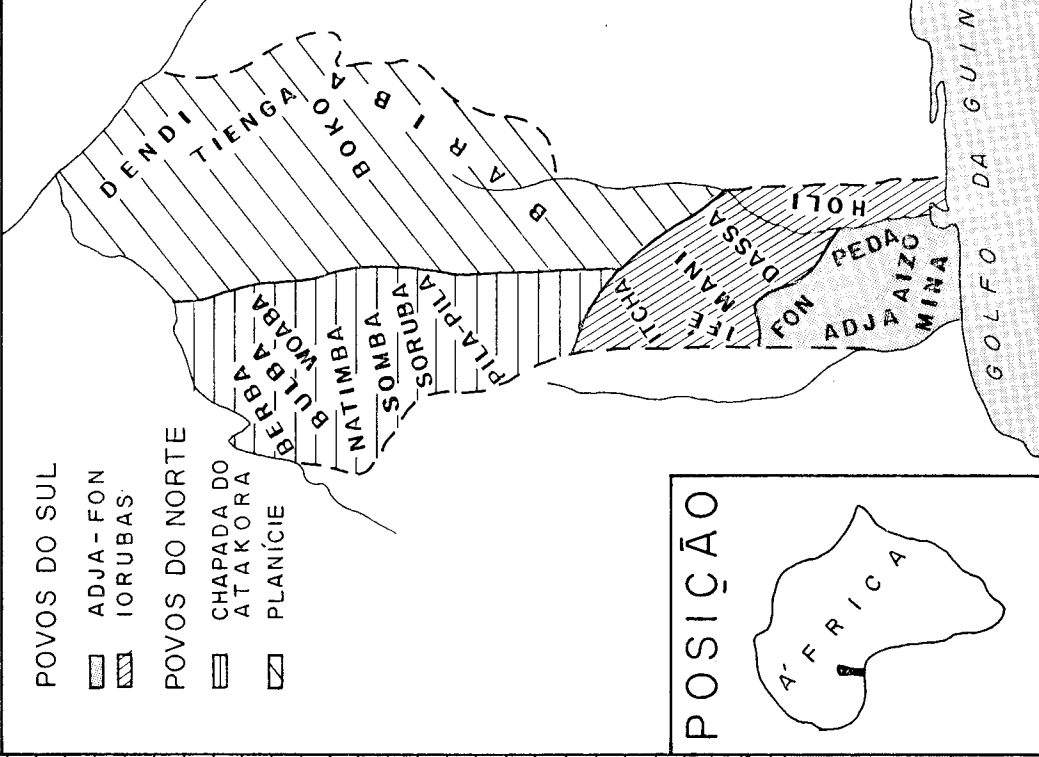 POVOS DO SUL
ADJA-FON
IORUBAS
POVOS DO NORTE
CHAPADA DO
ATAKORA
PLANÍCIE
DENDI
TIENGA
BOKO
BARIBA
BERBA
BULBA
WOABA
NATIMBA
SOMBA
SORUBA
PILA-PILA
ITCHA
IFÉ
MANI
DASSA
HOLI
FON
PEDA
ADJA
AIZO
MINA
GOLFO DA GUIN
POSIÇÃO
ÁFRICA